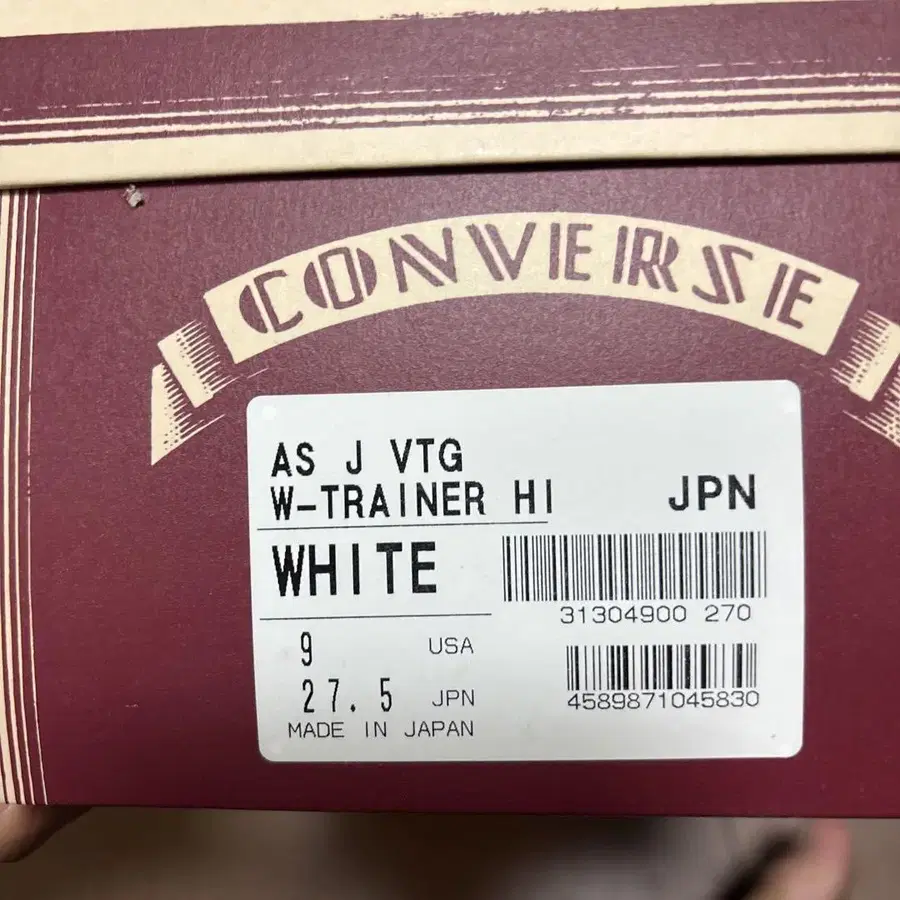 CONVERSE
AS J VTG
W-TRAINER HI
JPN
WHITE
31304900 270
9 USA
27.5 JPN
4589871045830
MADE IN JAPAN